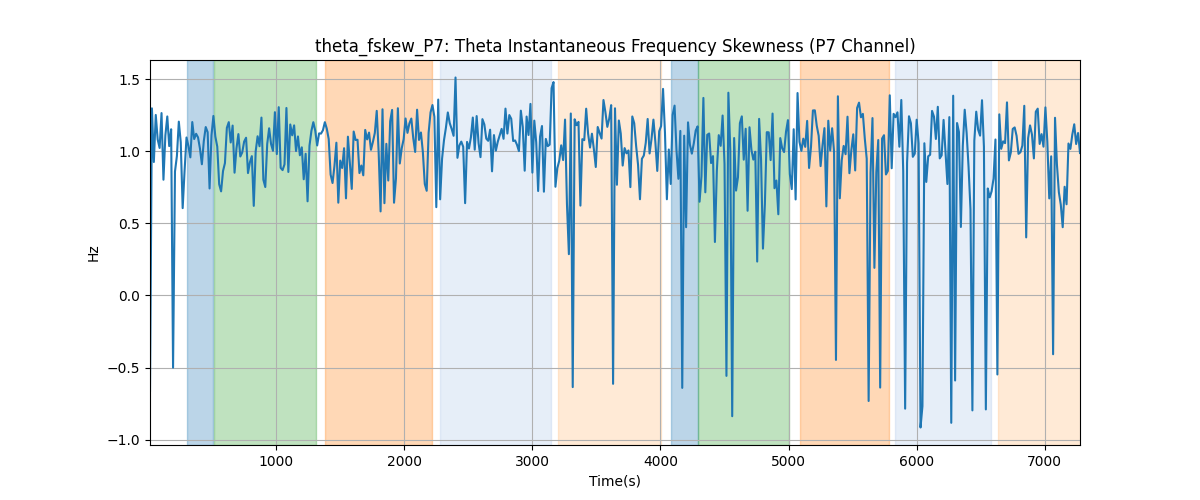 theta_fskew_P7: Theta Instantaneous Frequency Skewness (P7 Channel)
1.5
1.0
0.5
0.0
−0.5
−1.0
Hz
1000 2000 3000 4000 5000 6000 7000
Time(s)